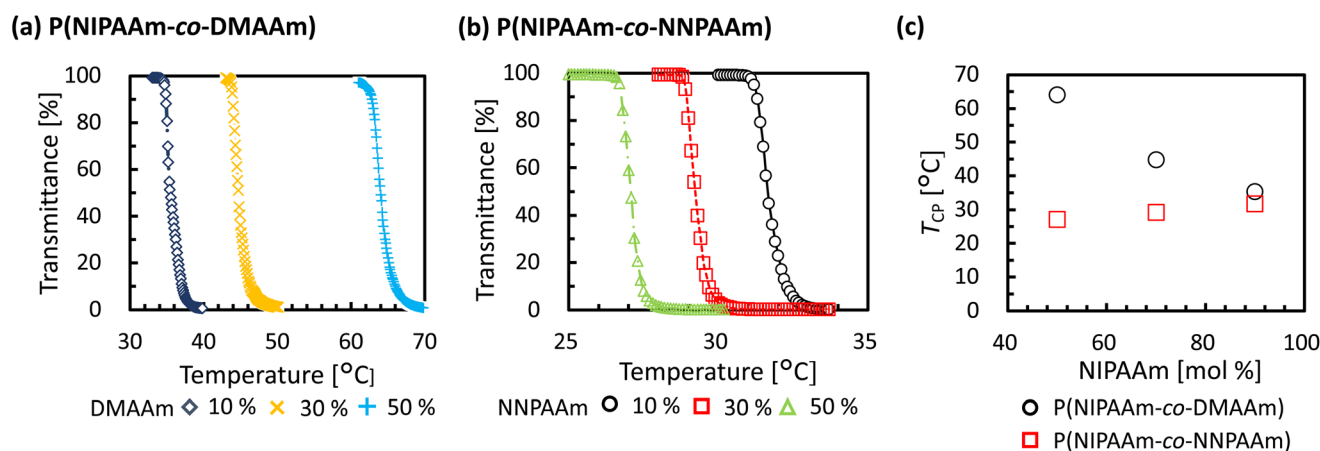 (a) P(NIPAAm-co-DMAAm)
Transmittance [%]
100
80
60
40
20
0
30 40 50 60 70
Temperature [°C]
DMAAm 10 % 30 % 50 %
(b) P(NIPAAm-co-NNPAAm)
Transmittance [%]
100
80
60
40
20
0
25 30 35
Temperature [°C]
NNPAAm 10 % 30 % 50 %
(c)
TCP [°C]
70
60
50
40
30
20
10
0
40 60 80 100
NIPAAm [mol %]
P(NIPAAm-co-DMAAm)
P(NIPAAm-co-NNPAAm)